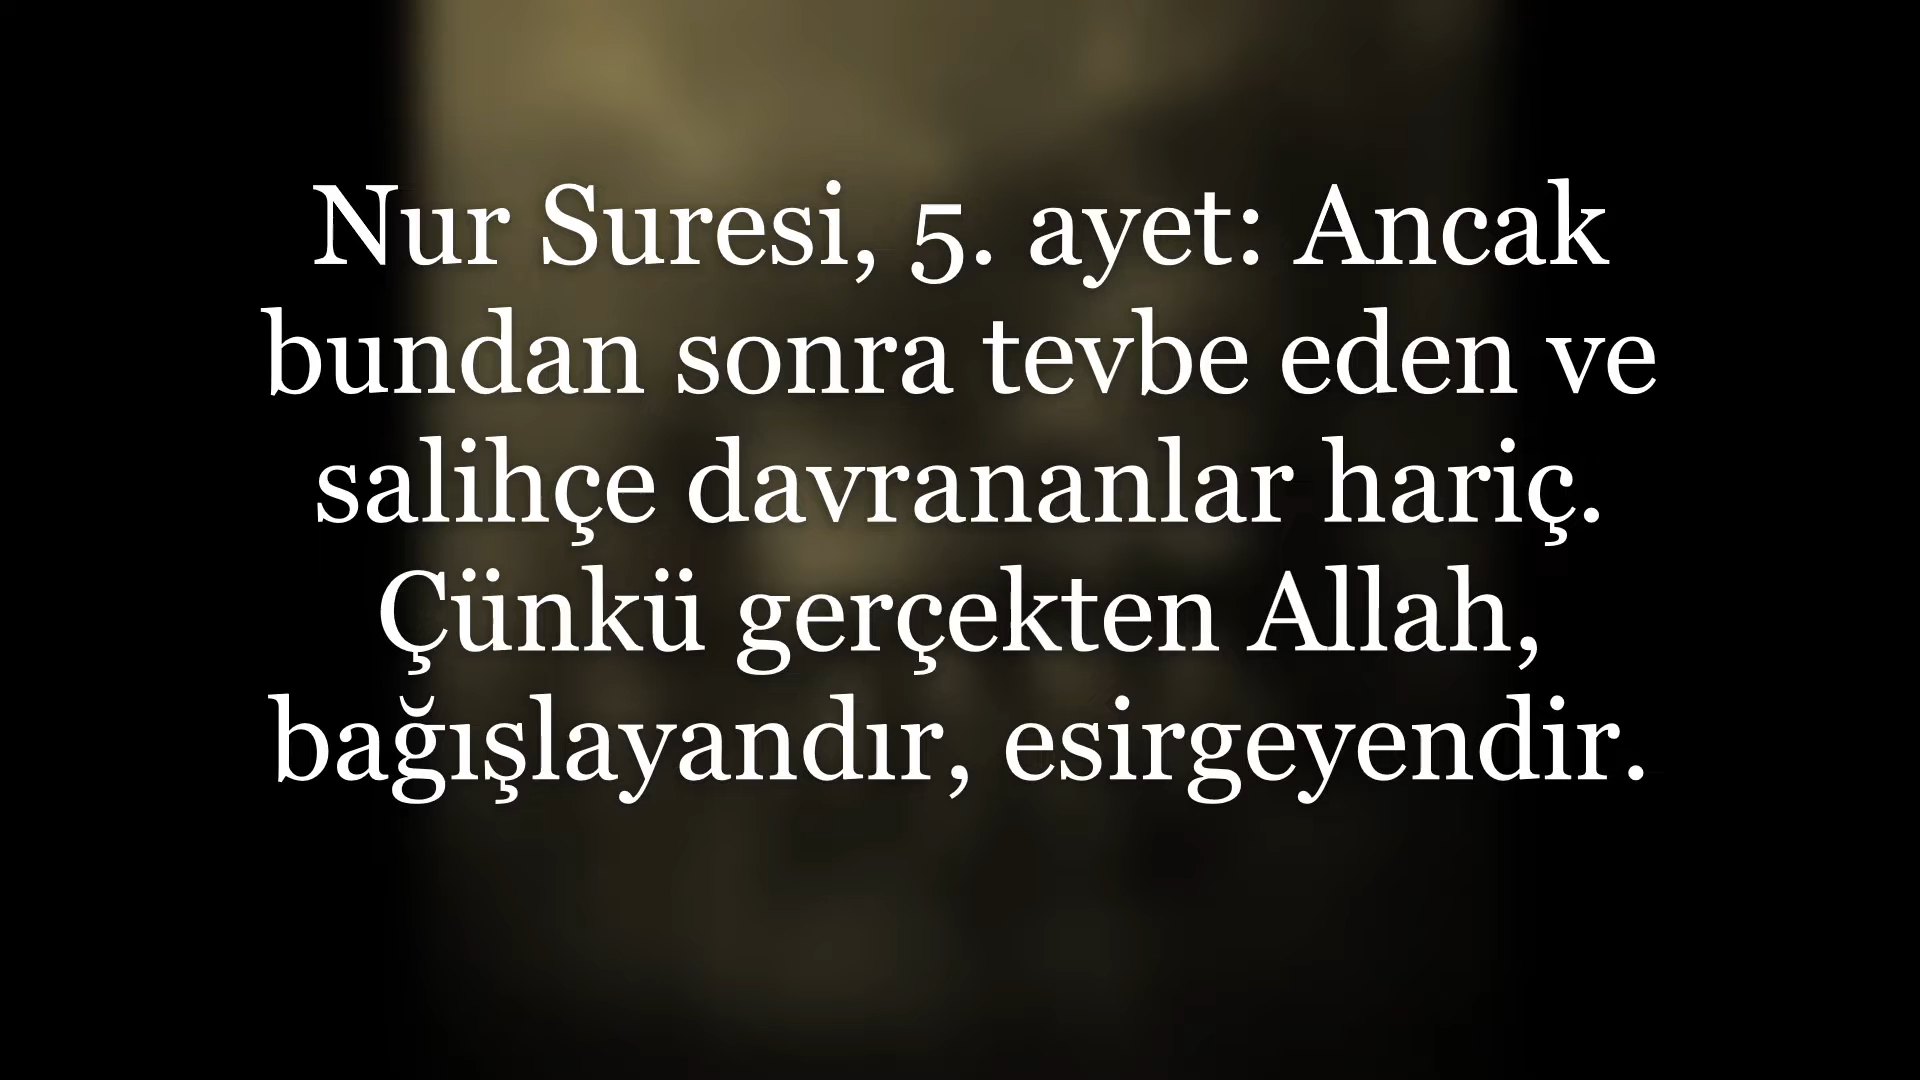 Nur Suresi, 5. ayet: Ancak
bundan sonra tevbe eden ve
salihçe davrananlar hariç.
Çünkü gerçekten Allah,
bağışlayandır, esirgeyendir.